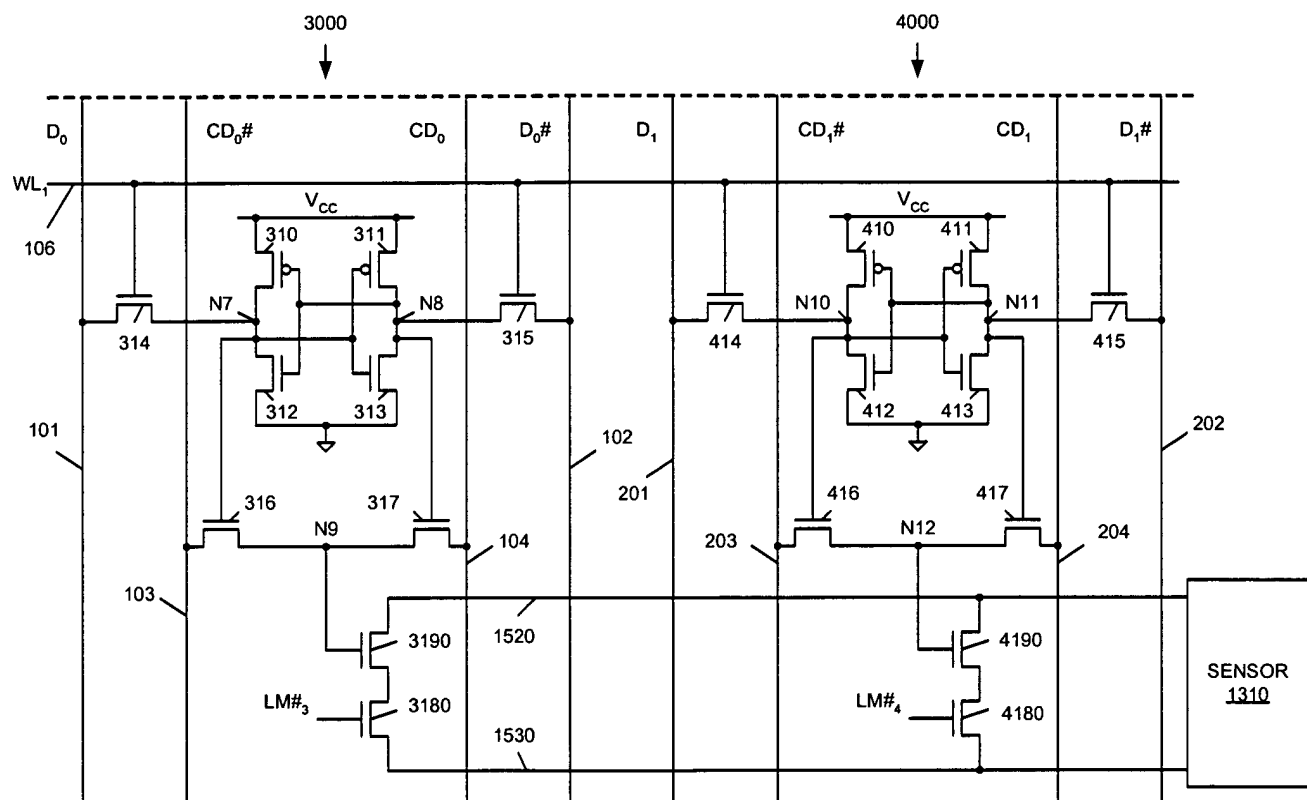 3000 4000
D0 CD0# CD0 D0# D1 CD1# CD1 D1#
WL1
VCC VCC
106 310 311 410 411
N7 N8 N10 N11
314 315 414 415
312 313 412 413
101 102 201 202
316 317 416 417
N9 N12
104 203 204
103
1520
3190 4190
SENSOR
LM#3 3180 LM#4 4180 1310
1530